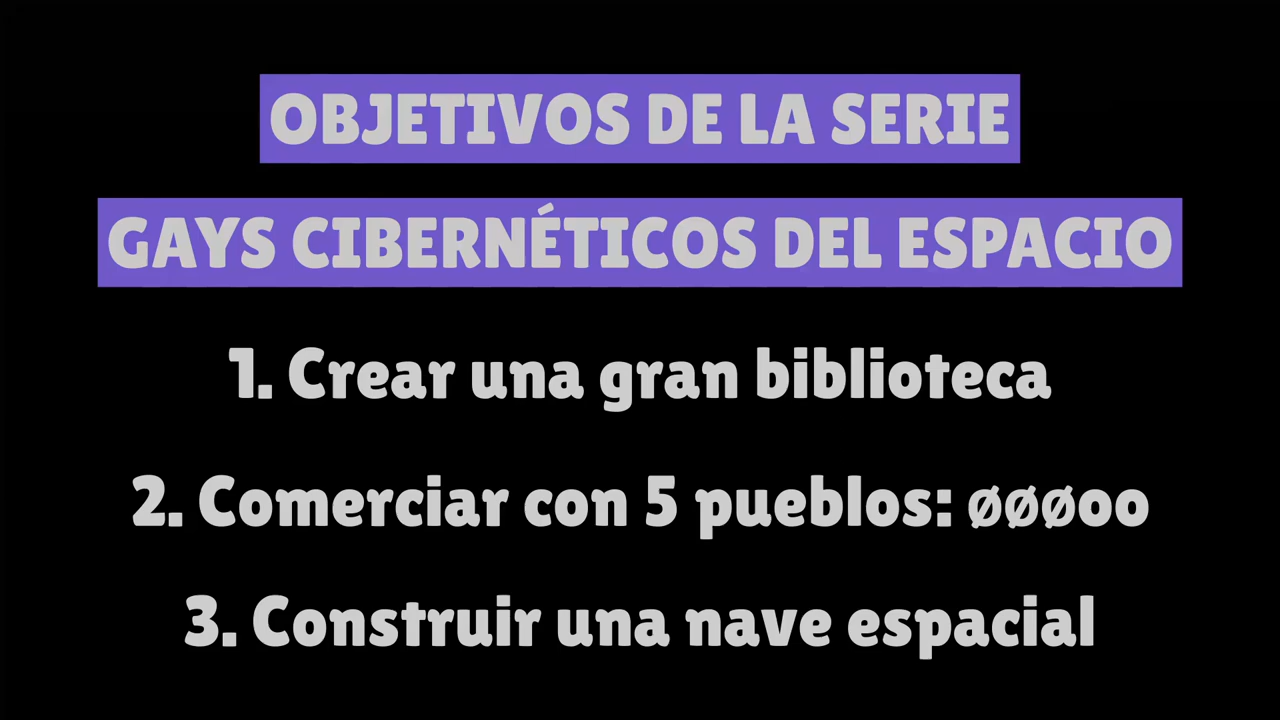 OBJETIVOS DE LA SERIE
GAYS CIBERNÉTICOS DEL ESPACIO
1. Crear una gran biblioteca
2. Comerciar con 5 pueblos: øøøoo
3. Construir una nave espacial